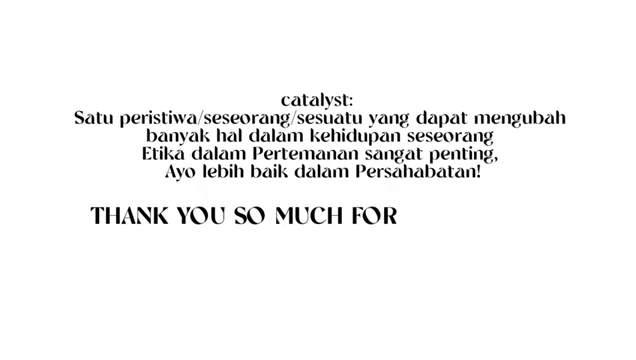 catalyst:
Satu peristiwa/seseorang/sesuatu yang dapat mengubah
banyak hal dalam kehidupan seseorang
Etika dalam Pertemanan sangat penting,
Ayo lebih baik dalam Persahabatan!
THANK YOU SO MUCH FOR